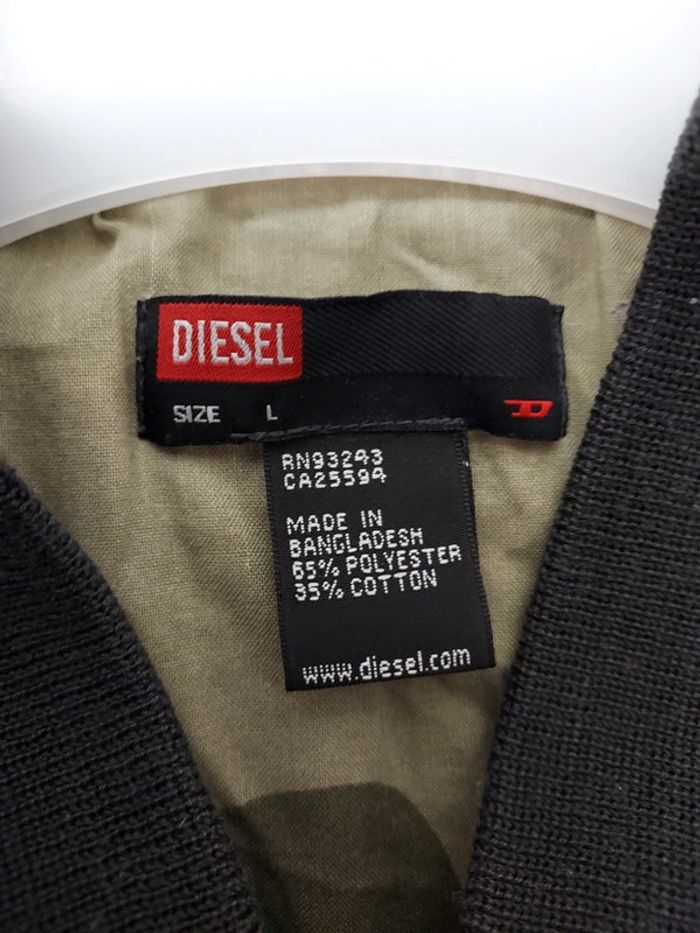 DIESEL
SIZE L
RN93243
CA25594
MADE IN
BANGLADESH
65% POLYESTER
35% COTTON
www.diesel.com